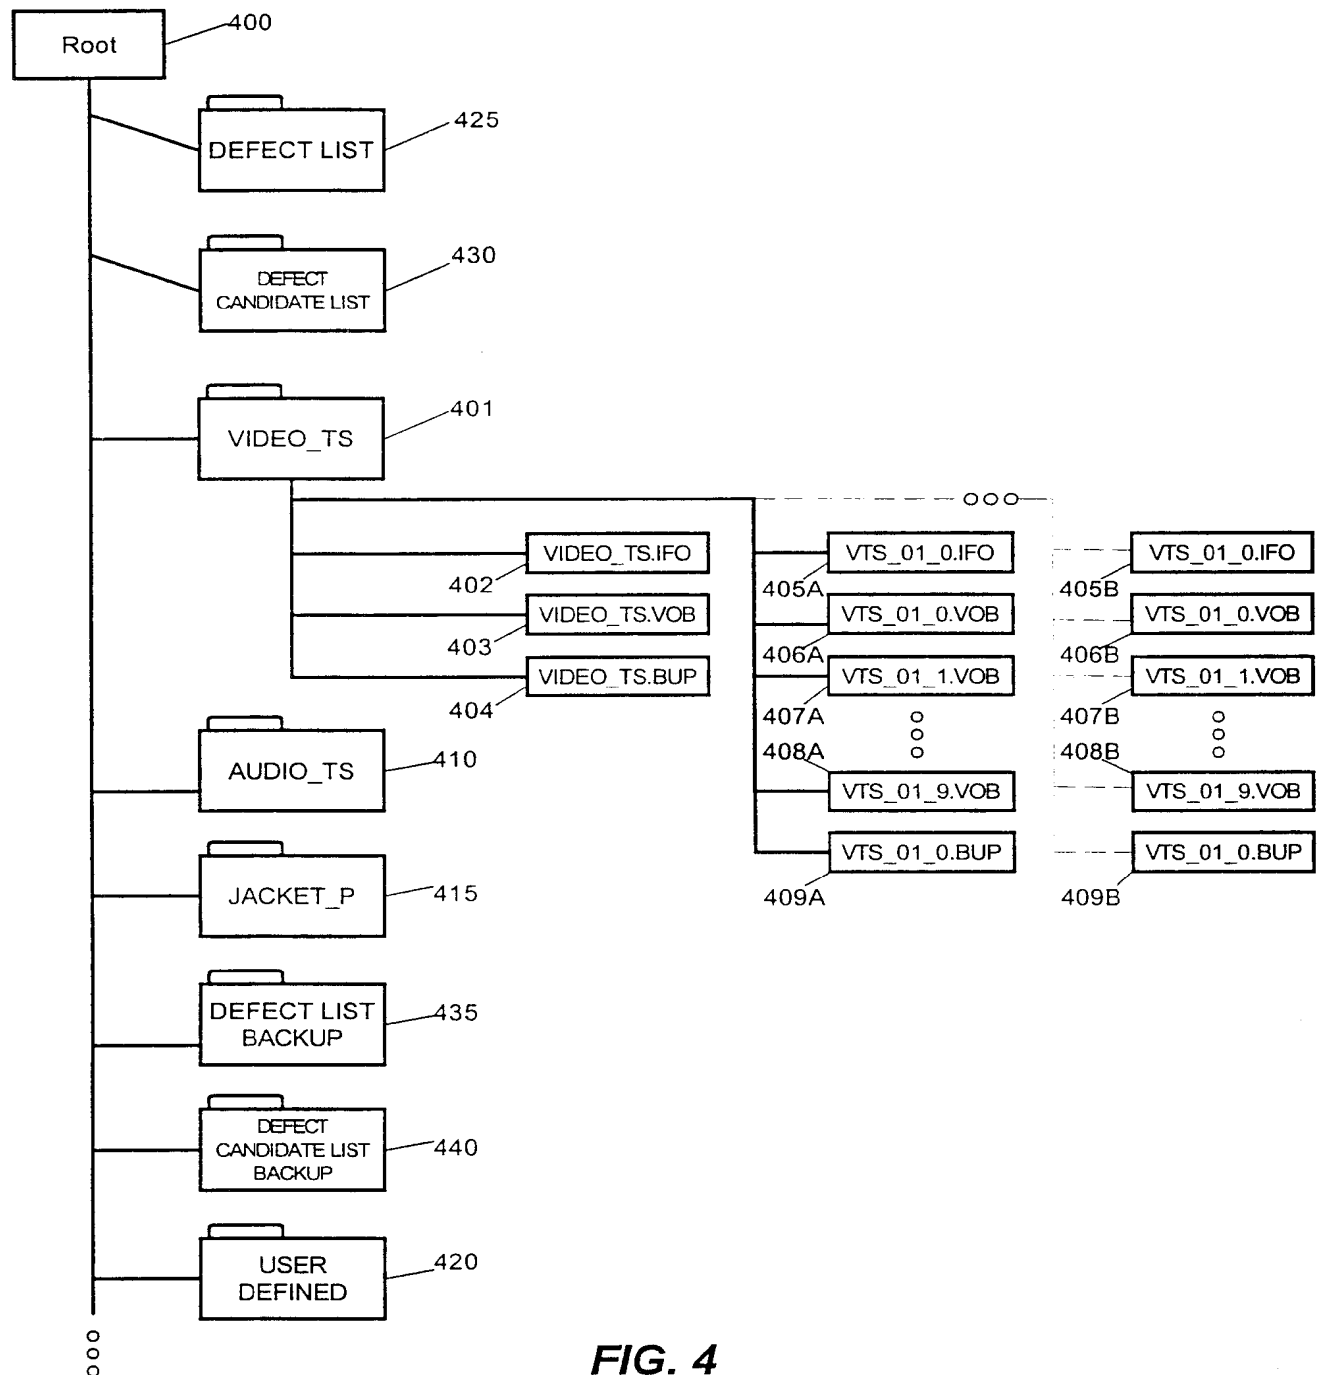 Root
400
DEFECT LIST
425
DEFECT
CANDIDATE LIST
430
VIDEO_TS
401
VIDEO_TS.IFO
402
VIDEO_TS.VOB
403
VIDEO_TS.BUP
404
VTS_01_0.IFO
405A
VTS_01_0.VOB
406A
VTS_01_1.VOB
407A
408A
VTS_01_9.VOB
VTS_01_0.BUP
409A
VTS_01_0.IFO
405B
VTS_01_0.VOB
406B
VTS_01_1.VOB
407B
408B
VTS_01_9.VOB
VTS_01_0.BUP
409B
AUDIO_TS
410
JACKET_P
415
DEFECT LIST
BACKUP
435
DEFECT
CANDIDATE LIST
BACKUP
440
USER
DEFINED
420
FIG. 4